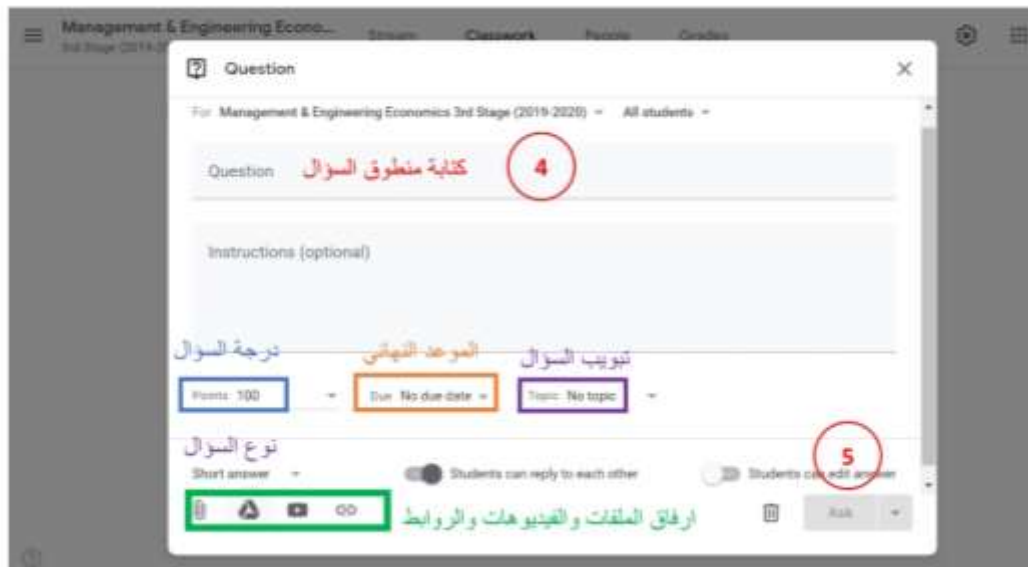 Management & Engineering Econo...
3rd Stage (2019-20
Stream Classwork People Grades
Question
For Management & Engineering Economics 3rd Stage (2019-2020) All students
Question كتابة منطوق السؤال 4
Instructions (optional)
درجة السؤال الموعد النهائي تبويب السؤال
Points 100 Due No due date Topic No topic
نوع السؤال
Short answer Students can reply to each other Students can edit answer
5
ارفاق الملفات والفيديوهات والروابط Ask